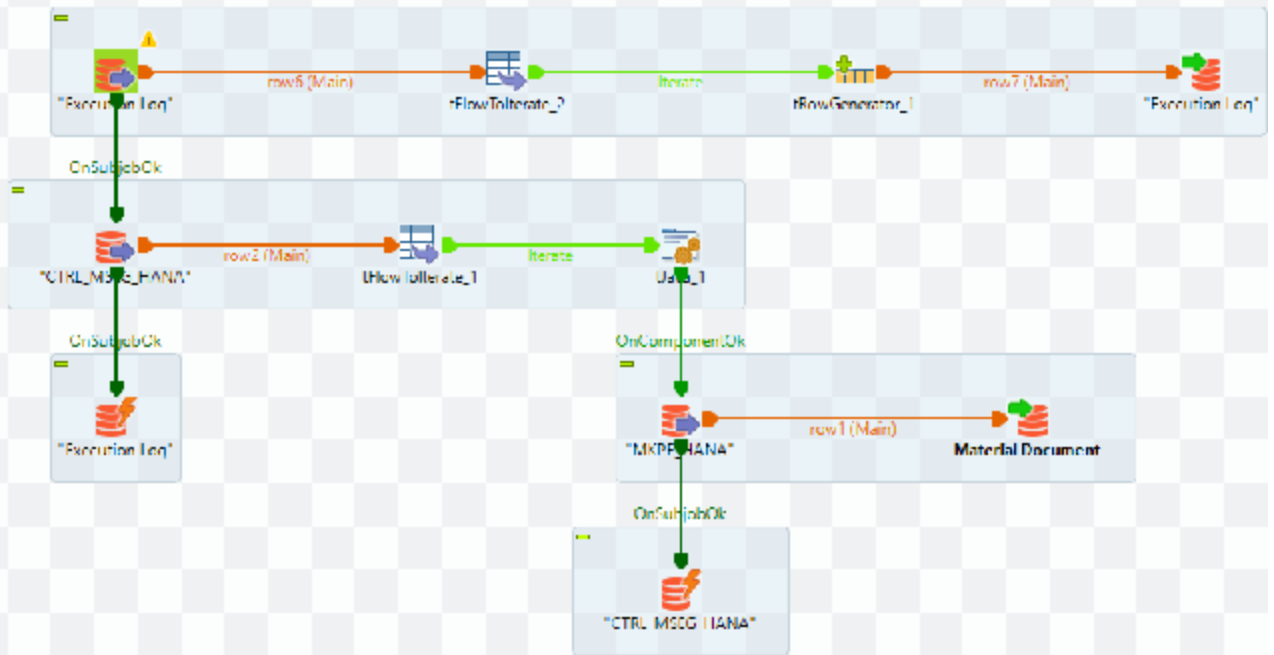 row6 (Main)
Iterate
row7 (Main)
"Execution Log"
tFlowToIterate_2
tRowGenerator_1
"Execution Log"
OnSubjobOk
row2 (Main)
Iterate
"CTRL_MSEG_HANA"
tFlowToIterate_1
OnSubjobOk
OnComponentOk
row1 (Main)
"Execution Log"
"MKPF_HANA"
Material Document
OnSubjobOk
"CTRL_MSEG_HANA"